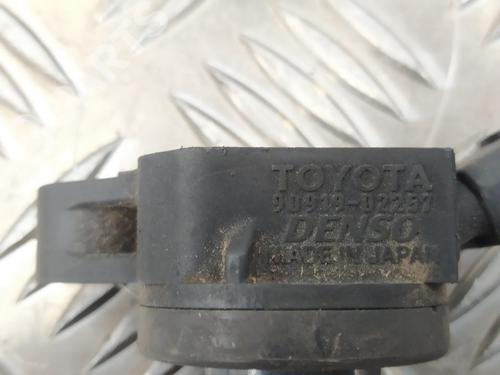 TOYOTA
90919-02257
DENSO
MADE IN JAPAN